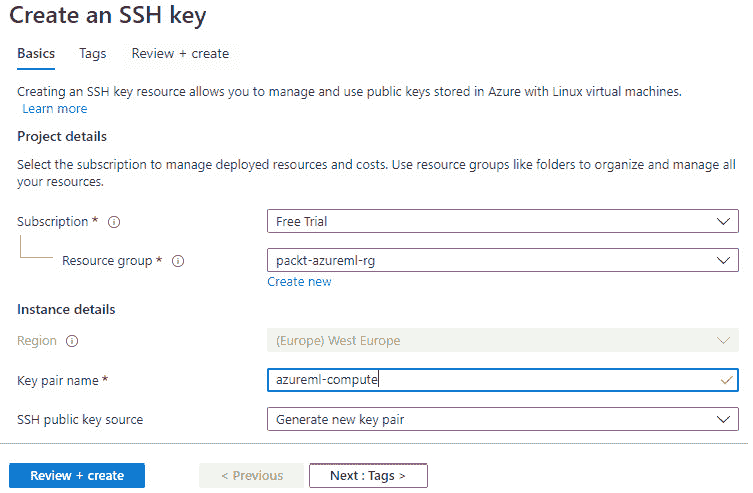 Create an SSH key
Basics Tags Review + create
Creating an SSH key resource allows you to manage and use public keys stored in Azure with Linux virtual machines.
Learn more
Project details
Select the subscription to manage deployed resources and costs. Use resource groups like folders to organize and manage all
your resources.
Subscription * Free Trial
Resource group * packt-azureml-rg
Create new
Instance details
Region (Europe) West Europe
Key pair name * azureml-compute
SSH public key source Generate new key pair
Review + create < Previous Next : Tags >